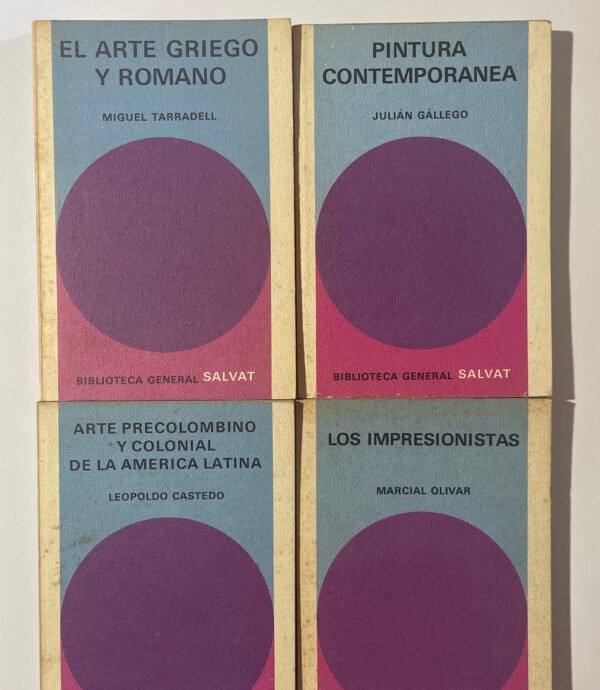 EL ARTE GRIEGO
Y ROMANO
MIGUEL TARRADELL
BIBLIOTECA GENERAL SALVAT
PINTURA
CONTEMPORANEA
JULIÁN GÁLLEGO
BIBLIOTECA GENERAL SALVAT
ARTE PRECOLOMBINO
Y COLONIAL
DE LA AMERICA LATINA
LEOPOLDO CASTEDO
LOS IMPRESIONISTAS
MARCIAL OLIVAR